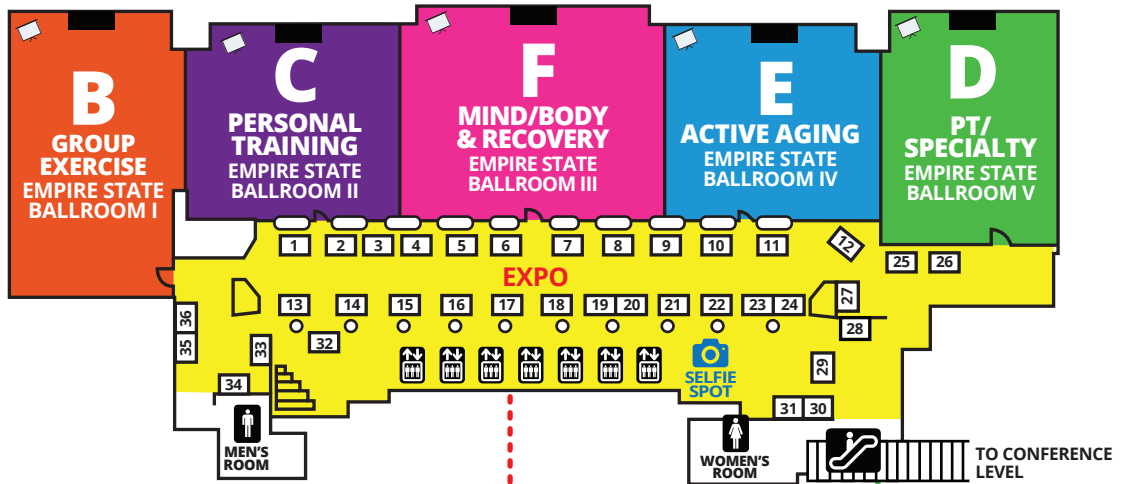 B
GROUP
EXERCISE
EMPIRE STATE
BALLROOM I
C
PERSONAL
TRAINING
EMPIRE STATE
BALLROOM II
F
MIND/BODY
& RECOVERY
EMPIRE STATE
BALLROOM III
E
ACTIVE AGING
EMPIRE STATE
BALLROOM IV
D
PT/
SPECIALTY
EMPIRE STATE
BALLROOM V
1 2 3 4 5 6 7 8 9 10 11 12
25 26
EXPO
13 14 15 16 17 18 19 20 21 22 23 24
27
28
36
35
33
32
34
29
SELFIE
SPOT
31 30
MEN'S
ROOM
WOMEN'S
ROOM
TO CONFERENCE
LEVEL